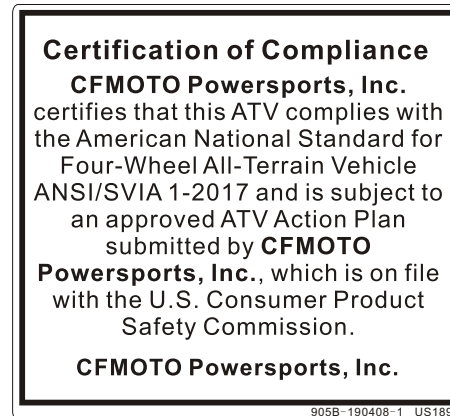 Certification of Compliance
CFMOTO Powersports, Inc.
certifies that this ATV complies with
the American National Standard for
Four-Wheel All-Terrain Vehicle
ANSI/SVIA 1-2017 and is subject to
an approved ATV Action Plan
submitted by CFMOTO
Powersports, Inc., which is on file
with the U.S. Consumer Product
Safety Commission.
CFMOTO Powersports, Inc.
905B-190408-1 US189